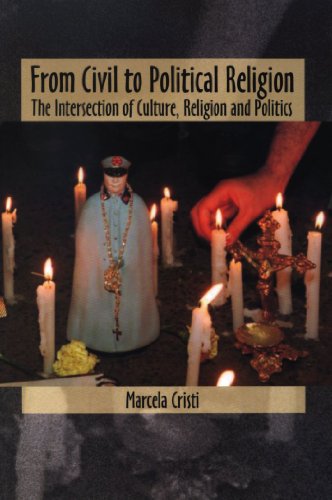 From Civil to Political Religion
The Intersection of Culture, Religion and Politics
Marcela Cristi